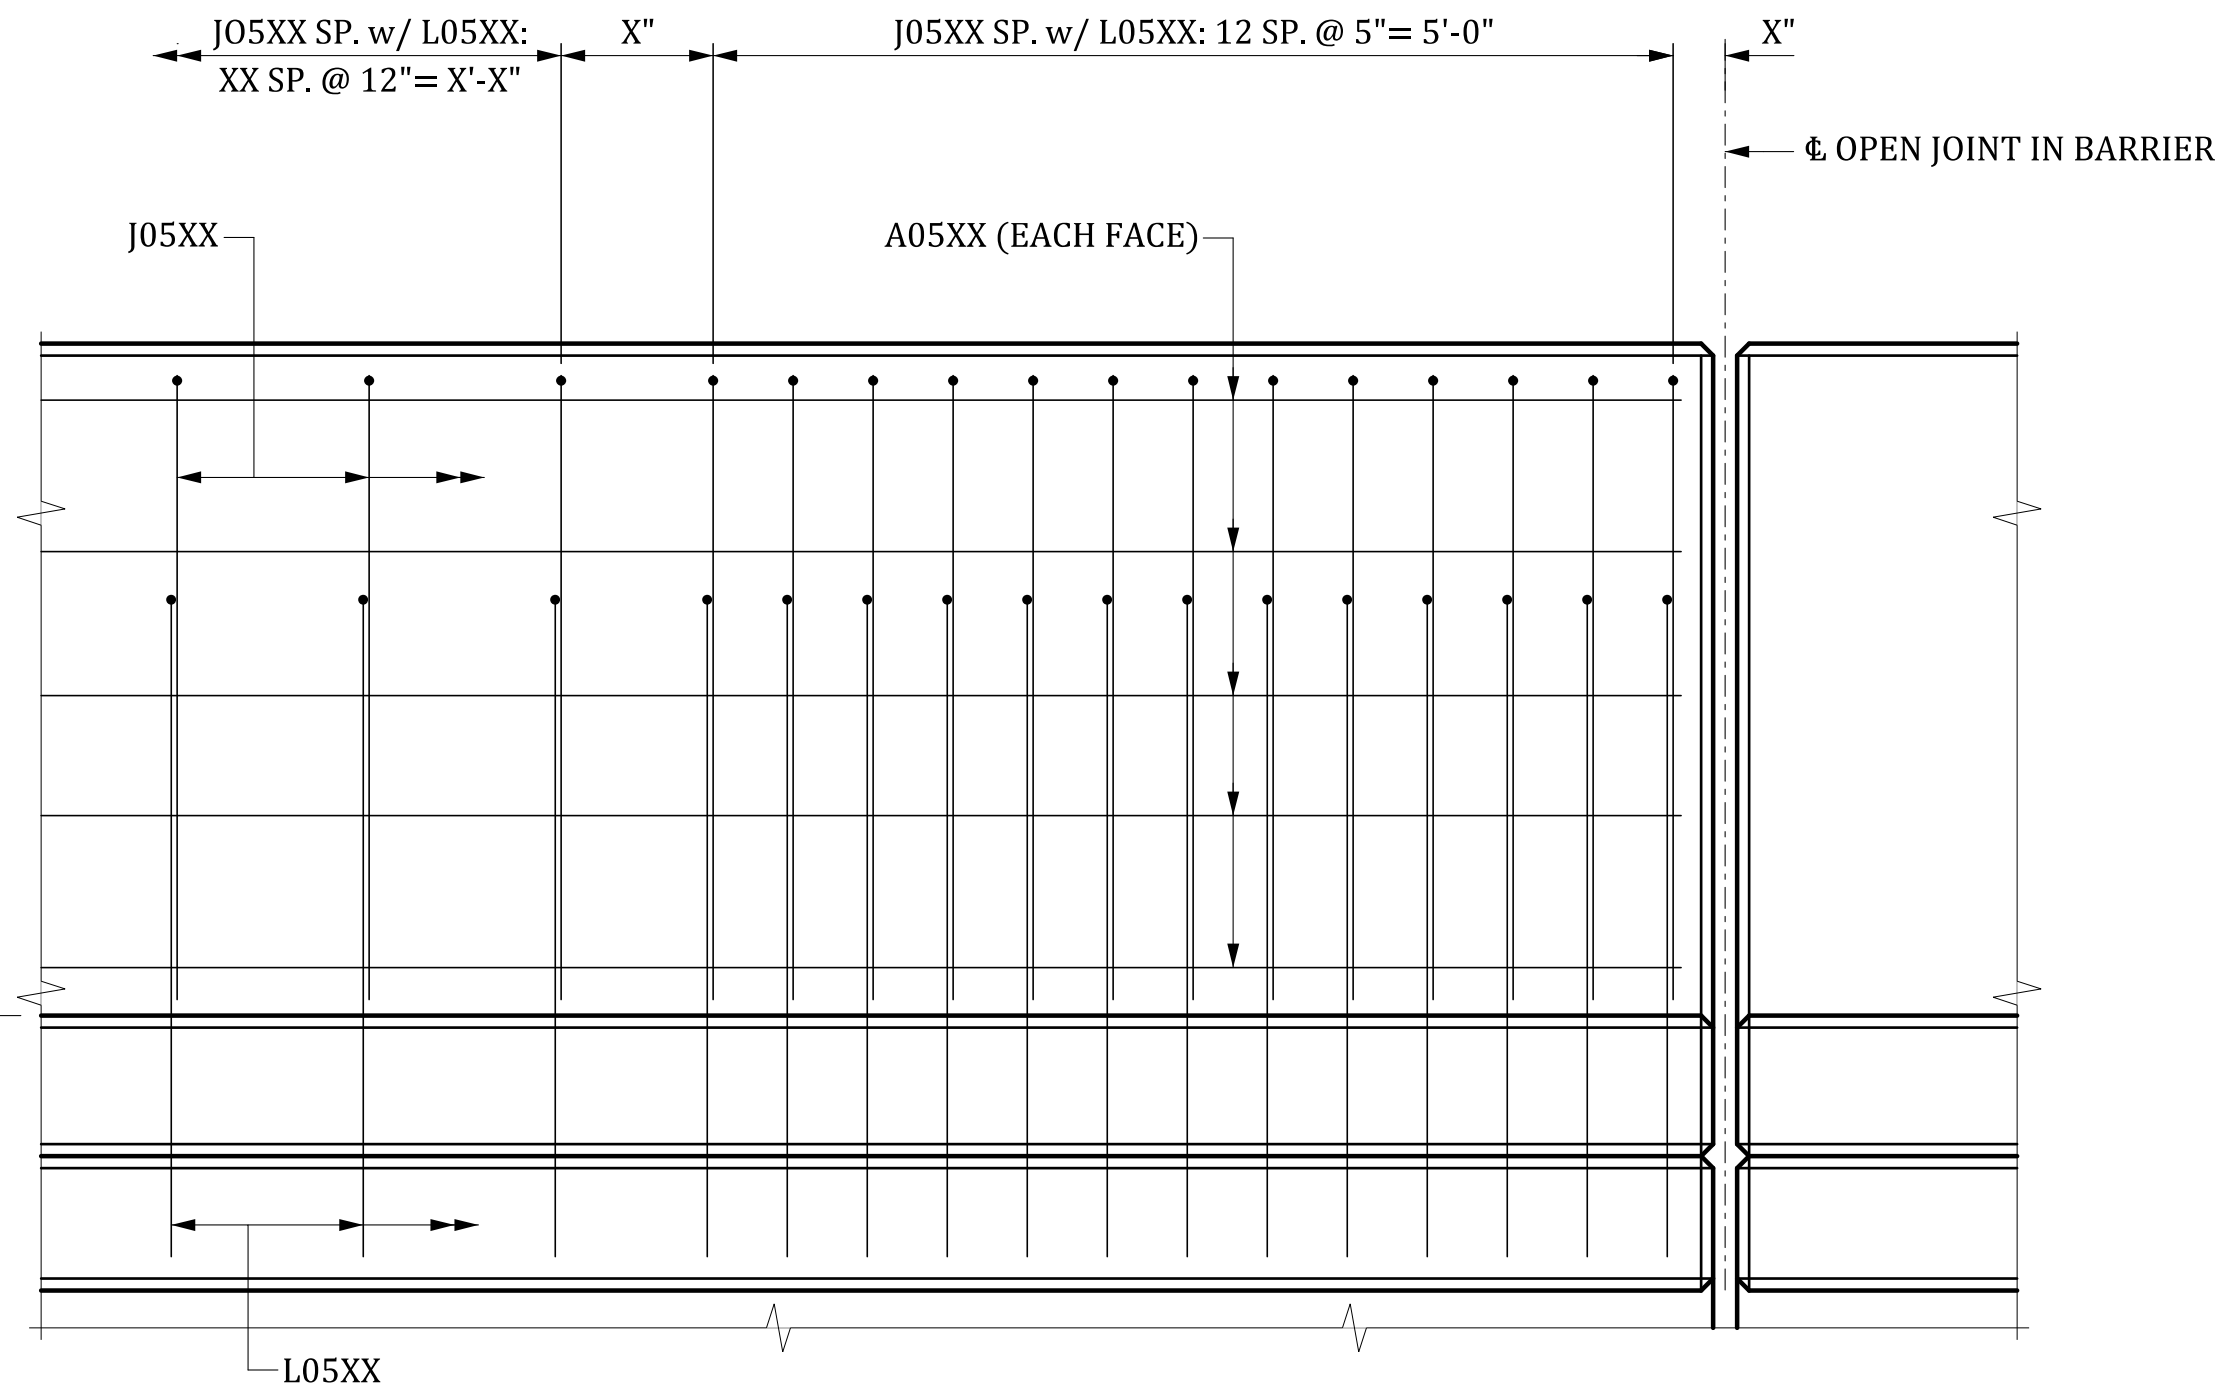 JO5XX SP. w/ L05XX:
XX SP. @ 12"= X'-X"
X"
J05XX SP. w/ L05XX: 12 SP. @ 5"= 5'-0"
X"
℄ OPEN JOINT IN BARRIER
J05XX
A05XX (EACH FACE)
L05XX